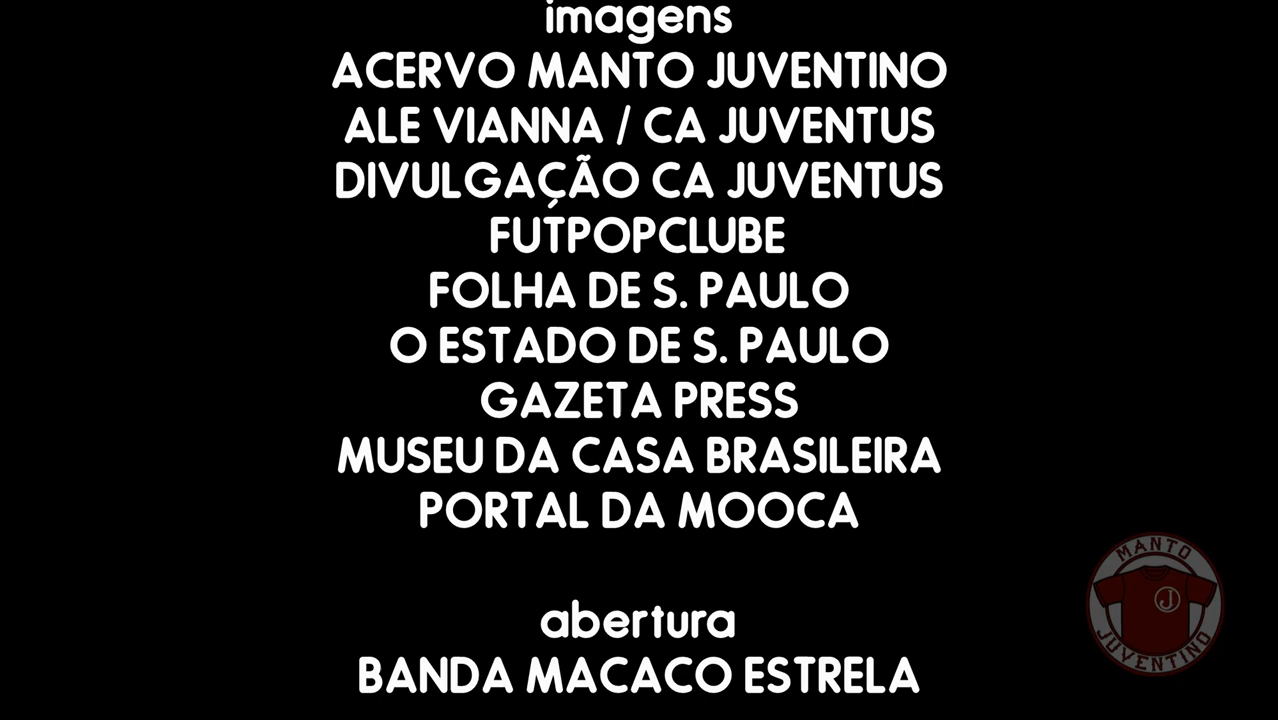 imagens
ACERVO MANTO JUVENTINO
ALE VIANNA / CA JUVENTUS
DIVULGAÇÃO CA JUVENTUS
FUTPOPCLUBE
FOLHA DE S. PAULO
O ESTADO DE S. PAULO
GAZETA PRESS
MUSEU DA CASA BRASILEIRA
PORTAL DA MOOCA
abertura
BANDA MACACO ESTRELA
MANTO
J
JUVENTINO